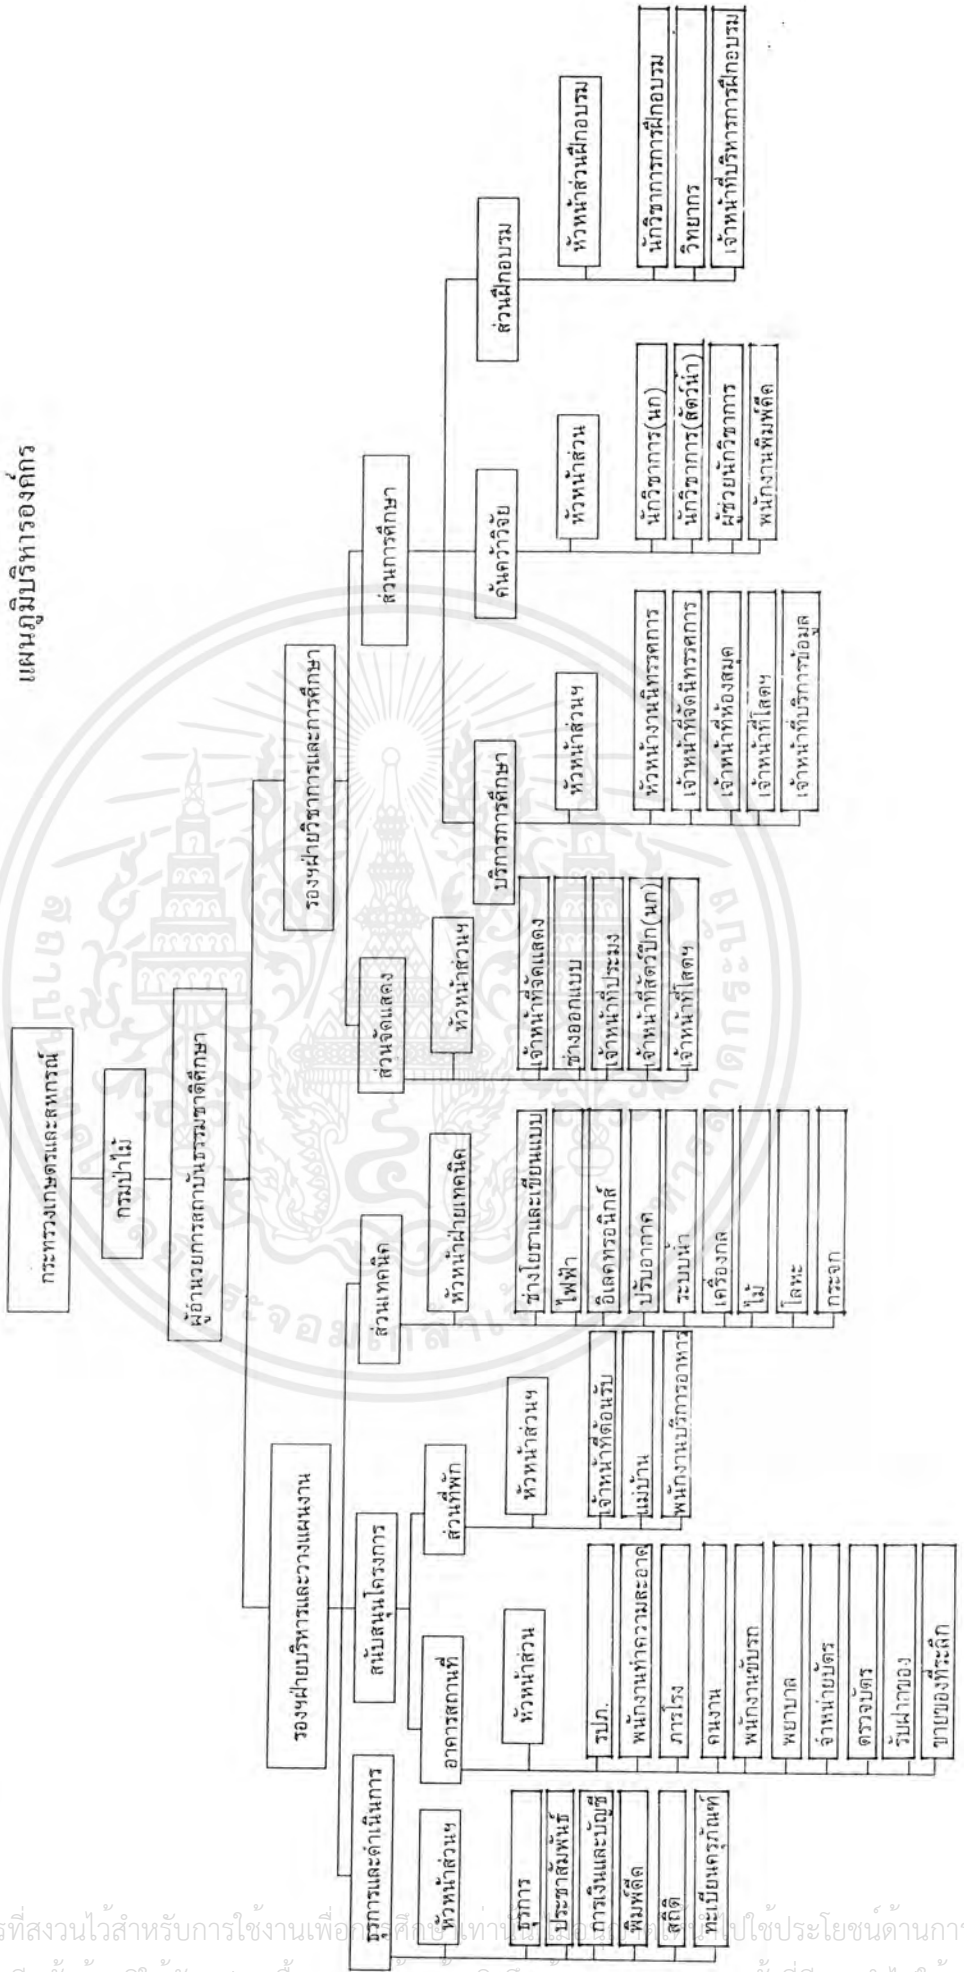 แผนภูมิบริหารองค์กร
กระทรวงเกษตรและสหกรณ์
กรมป่าไม้
ผู้อำนวยการสถาบันธรรมชาติศึกษา
รองฯฝ่ายบริหารและวางแผนงาน
รองฯฝ่ายวิชาการและการศึกษา
ธุรการและดำเนินการ
สนับสนุนโครงการ
ส่วนเทคนิค
ส่วนจัดแสดง
ส่วนการศึกษา
หัวหน้าส่วนฯ
ธุรการ
ประชาสัมพันธ์
การเงินและบัญชี
พิมพ์ดีด
สถิติ
ทะเบียนครุภัณฑ์
อาคารสถานที่
หัวหน้าส่วน
รปภ.
พนักงานทำความสะอาด
ภารโรง
คนงาน
พนักงานขับรถ
พยาบาล
จำหน่ายบัตร
ตรวจบัตร
รับฝากของ
ขายของที่ระลึก
ส่วนที่พัก
หัวหน้าส่วนฯ
เจ้าหน้าที่ต้อนรับ
แม่บ้าน
พนักงานบริการอาหาร
หัวหน้าฝ่ายเทคนิค
ช่างโยธาและเขียนแบบ
ไฟฟ้า
อิเลคทรอนิกส์
ปรับอากาศ
ระบบน้ำ
เครื่องกล
ไม้
โลหะ
กระจก
หัวหน้าส่วนฯ
เจ้าหน้าที่จัดแสดง
ช่างออกแบบ
เจ้าหน้าที่ประมง
เจ้าหน้าที่สัตว์ปีก(นก)
เจ้าหน้าที่โสตฯ
บริการการศึกษา
หัวหน้าส่วนฯ
หัวหน้างานนิทรรศการ
เจ้าหน้าที่จัดนิทรรศการ
เจ้าหน้าที่ห้องสมุด
เจ้าหน้าที่โสตฯ
เจ้าหน้าที่บริการข้อมูล
ค้นคว้าวิจัย
หัวหน้าส่วน
นักวิชาการ(นก)
นักวิชาการ(สัตว์น้ำ)
ผู้ช่วยนักวิชาการ
พนักงานพิมพ์ดีด
ส่วนฝึกอบรม
หัวหน้าส่วนฝึกอบรม
นักวิชาการการฝึกอบรม
วิทยากร
เจ้าหน้าที่บริหารการฝึกอบรม